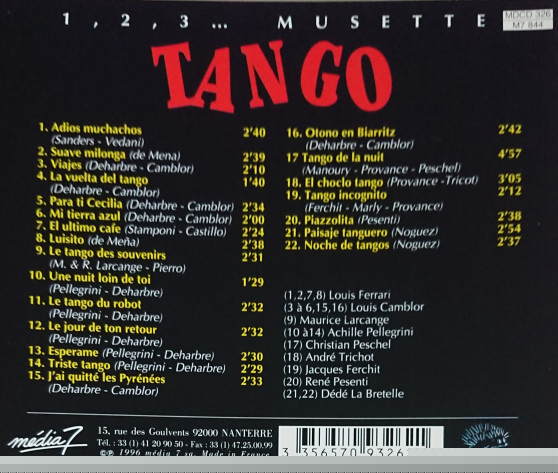 1, 2, 3 ... MUSETTE
MDCD 326
M7 844
TANGO
1. Adios muchachos 2'40
(Sanders - Vedani)
2. Suave milonga (de Mena) 2'39
3. Viajes (Deharbre - Camblor) 2'10
4. La vuelta del tango 1'40
(Deharbre - Camblor)
5. Para ti Cecilia (Deharbre - Camblor) 2'34
6. Mi tierra azul (Deharbre - Camblor) 2'00
7. El ultimo cafe (Stamponi - Castillo) 2'24
8. Luisito (de Meña) 2'38
9. Le tango des souvenirs 2'31
(M. & R. Larcange - Pierro)
10. Une nuit loin de toi 1'29
(Pellegrini - Deharbre)
11. Le tango du robot 2'32
(Pellegrini - Deharbre)
12. Le jour de ton retour 2'32
(Pellegrini - Deharbre)
13. Esperame (Pellegrini - Deharbre) 2'30
14. Triste tango (Pellegrini - Deharbre) 2'29
15. J'ai quitté les Pyrénées 2'33
(Deharbre - Camblor)
16. Otono en Biarritz 2'42
(Deharbre - Camblor)
17 Tango de la nuit 4'57
(Manoury - Provance - Peschel)
18. El choclo tango (Provance -Tricot) 3'05
19. Tango incognito 2'12
(Ferchii - Marly - Provance)
20. Piazzolita (Pesenti) 2'38
21. Paisaje tanguero (Noguez) 2'54
22. Noche de tangos (Noguez) 2'37
(1,2,7,8) Louis Ferrari
(3 à 6,15,16) Louis Camblor
(9) Maurice Larcange
(10 à14) Achille Pellegrini
(17) Christian Peschel
(18) André Trichot
(19) Jacques Ferchit
(20) René Pesenti
(21,22) Dédé La Bretelle
média 7
15, rue des Goulvents 92000 NANTERRE
Tél. : 33 (1) 41 20 90 50 - Fax : 33 (1) 47.25.00.99
©℗ 1996 média 7 sa. Made in France
3 356570 9326